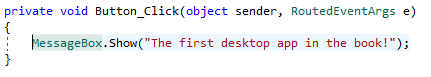 private void Button_Click(object sender, RoutedEventArgs e)
{
    MessageBox.Show("The first desktop app in the book!");
}